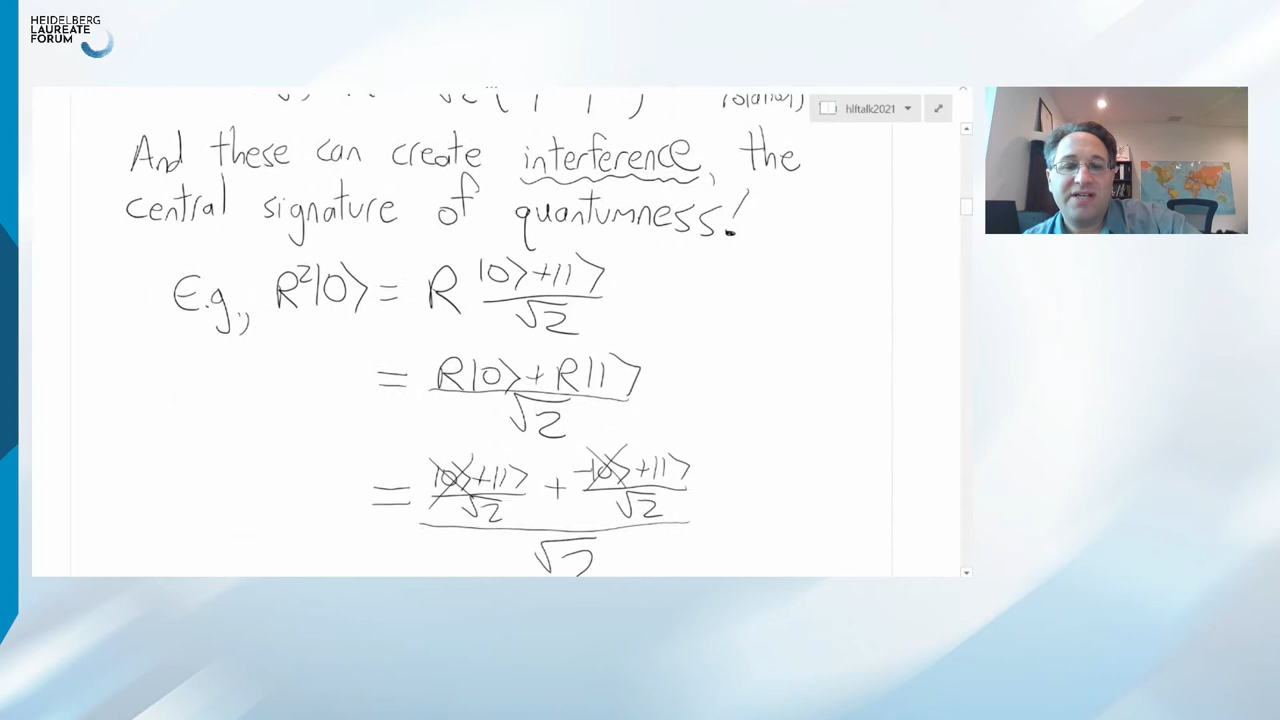 HEIDELBERG
LAUREATE
FORUM
hlftalk2021
And these can create interference, the
central signature of quantumness!
E.g., R²|0⟩ = R |0⟩+|1⟩ / √2
= R|0⟩+R|1⟩ / √2
= |0⟩+|1⟩ / √2 + -|0⟩+|1⟩ / √2
√2